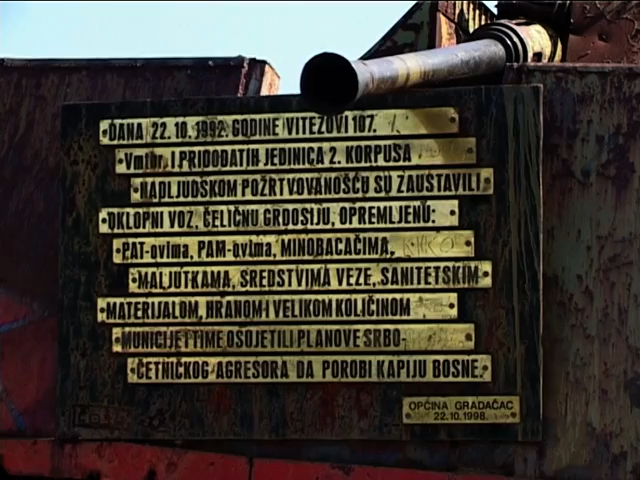 DANA 22.10.1992. GODINE VITEZOVI 107.
Vmtbr. I PRIDODATIH JEDINICA 2. KORPUSA
NADLJUDSKOM POŽRTVOVANOŠĆU SU ZAUSTAVILI
OKLOPNI VOZ, ČELIČNU GRDOSIJU, OPREMLJENU:
PAT-ovima, PAM-ovima, MINOBACAČIMA,
MALJUTKAMA, SREDSTVIMA VEZE, SANITETSKIM
MATERIJALOM, HRANOM I VELIKOM KOLIČINOM
MUNICIJE I TIME OSUJETILI PLANOVE SRBO-
ČETNIČKOG AGRESORA DA POROBI KAPIJU BOSNE.
OPĆINA GRADAČAC
22.10.1998.